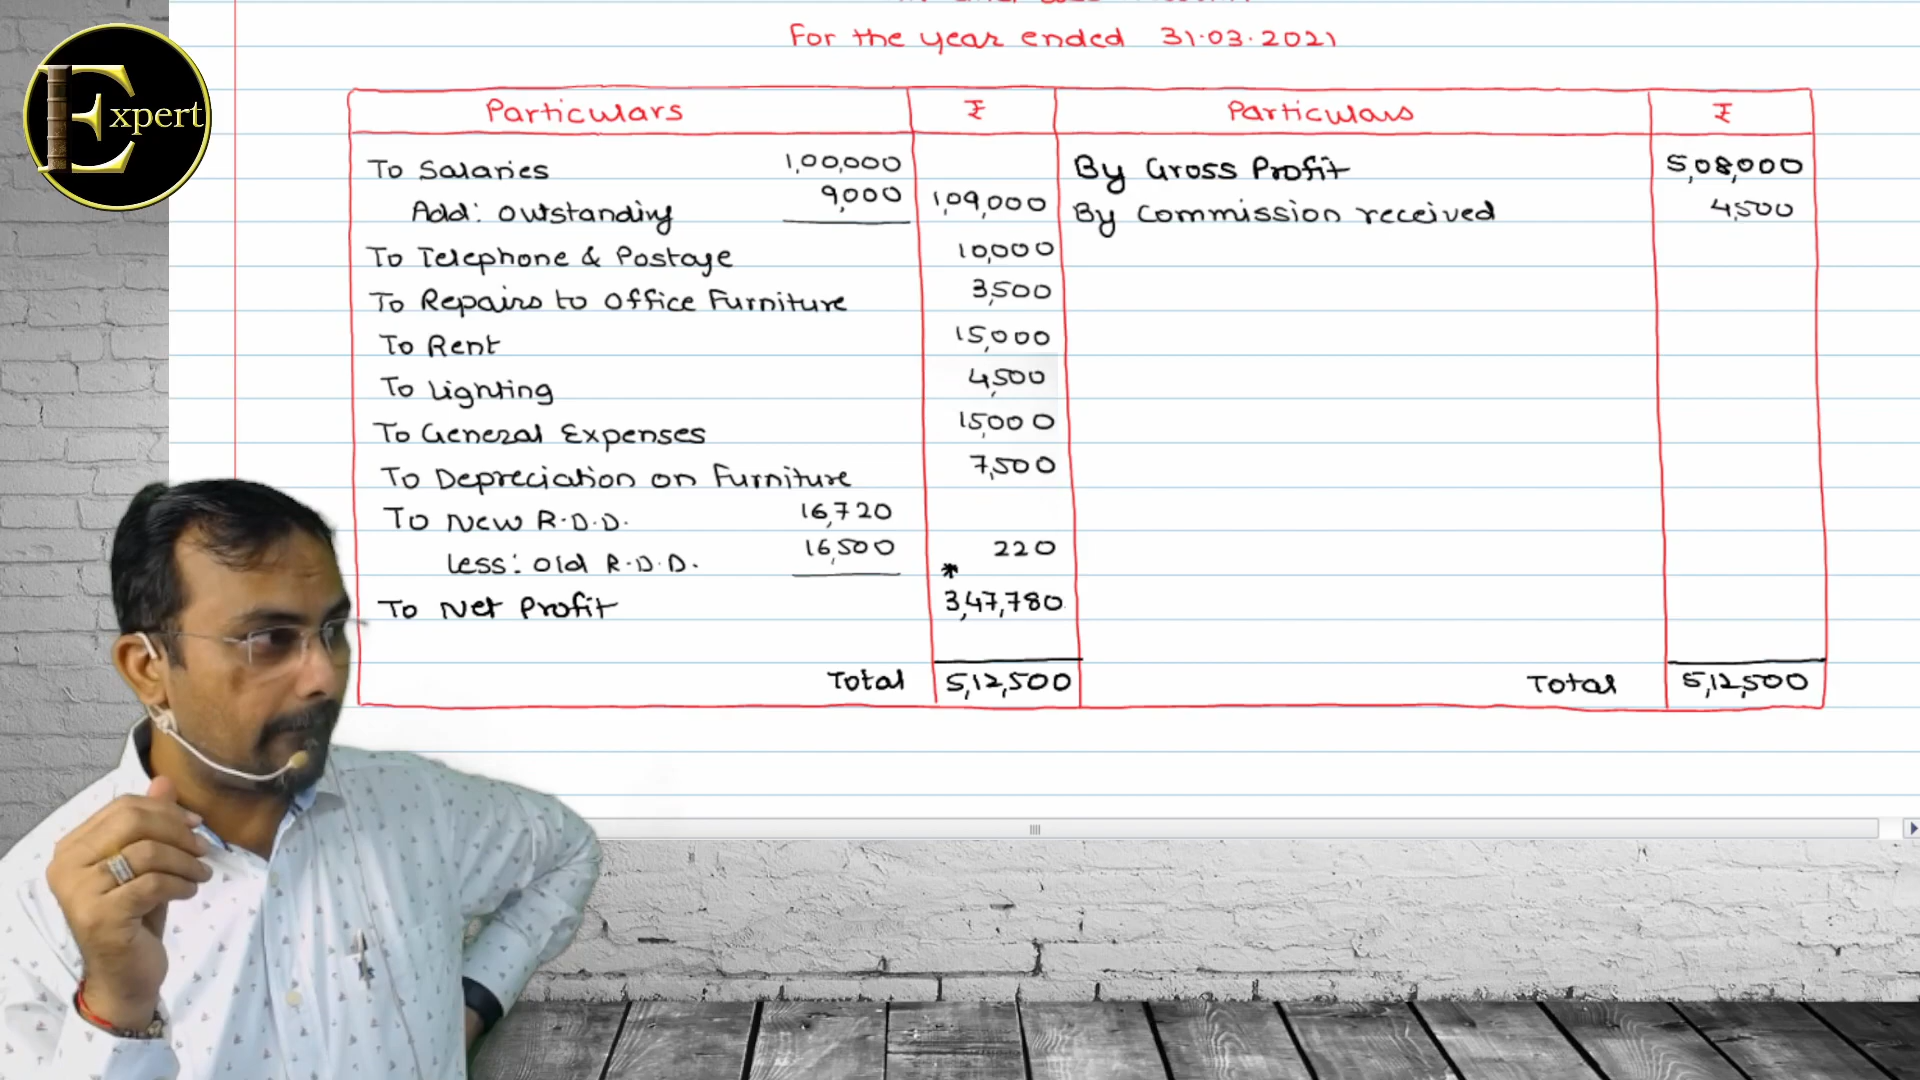 Expert
For the year ended 31.03.2021
Particulars ₹ Particulars ₹
To Salaries 1,00,000 By Gross Profit 5,08,000
Add: Outstanding 9,000 1,09,000 By Commission received 4,500
To Telephone & Postage 10,000
To Repairs to Office Furniture 3,500
To Rent 15,000
To Lighting 4,500
To General Expenses 15,000
To Depreciation on Furniture 7,500
To New R.D.D. 16,720
Less: Old R.D.D. 16,500 220
*
To Net Profit 3,47,780
Total 5,12,500 Total 5,12,500